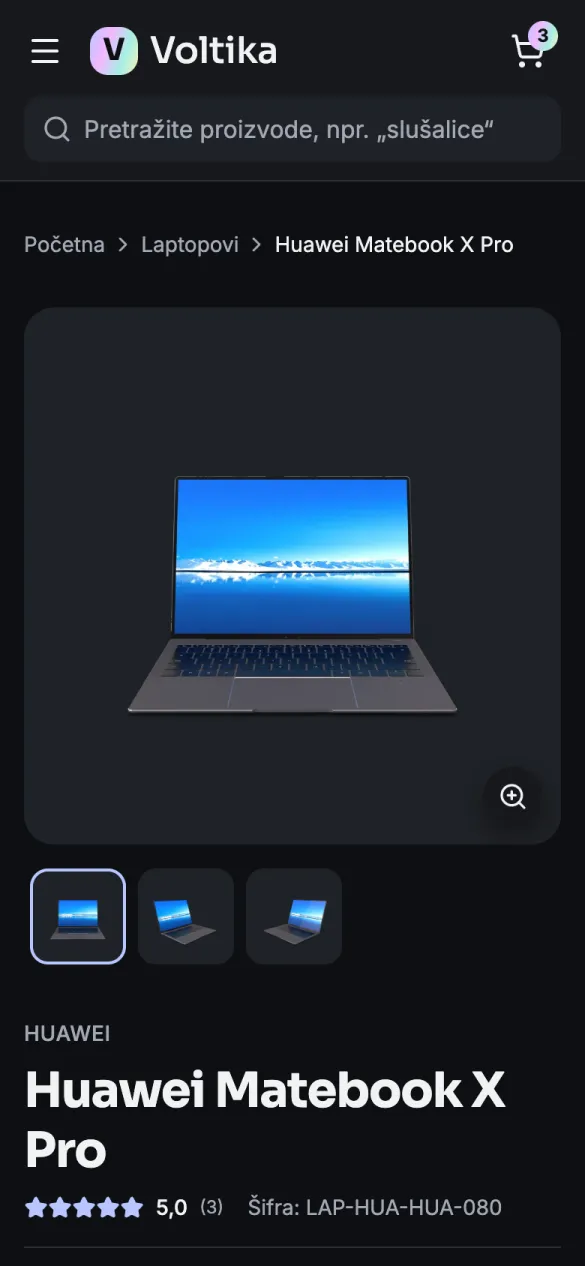 V Voltika
3
Pretražite proizvode, npr. „slušalice“
Početna > Laptopovi > Huawei Matebook X Pro
HUAWEI
Huawei Matebook X
Pro
5,0 (3) Šifra: LAP-HUA-HUA-080